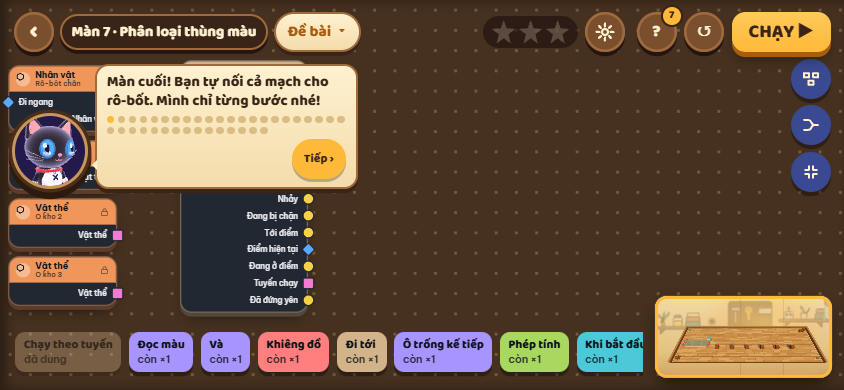 Màn 7 · Phân loại thùng màu
Đề bài
?
7
CHẠY
Nhân vật
Rô-bốt chân
Đi ngang
Màn cuối! Bạn tự nối cả mạch cho
rô-bốt. Mình chỉ từng bước nhé!
Tiếp ›
Vật thể
Ô kho 2
Vật thể
Vật thể
Ô kho 3
Vật thể
Nhảy
Đang bị chặn
Tới điểm
Điểm hiện tại
Đang ở điểm
Tuyến chạy
Đã đứng yên
Chạy theo tuyến
đã dùng
Đọc màu
còn ×1
Và
còn ×1
Khiêng đồ
còn ×1
Đi tới
còn ×1
Ô trống kế tiếp
còn ×1
Phép tính
còn ×1
Khi bắt đầu
còn ×1